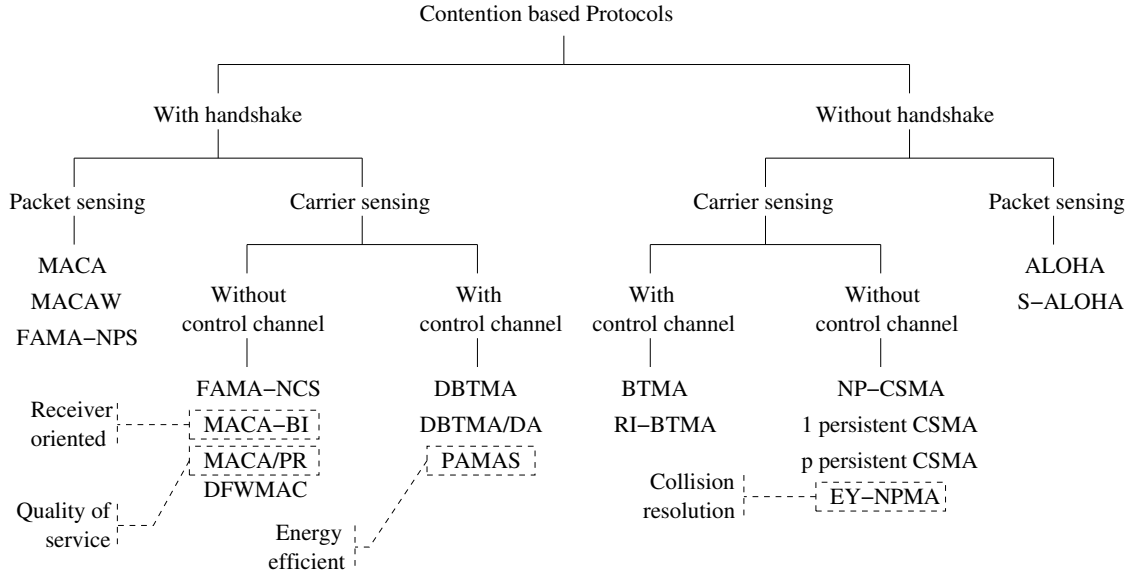 Contention based Protocols
With handshake
Without handshake
Packet sensing
Carrier sensing
Carrier sensing
Packet sensing
MACA
MACAW
FAMA−NPS
Without
control channel
With
control channel
With
control channel
Without
control channel
ALOHA
S−ALOHA
FAMA−NCS
MACA−BI
MACA/PR
DFWMAC
Receiver
oriented
Quality of
service
DBTMA
DBTMA/DA
PAMAS
Energy
efficient
BTMA
RI−BTMA
NP−CSMA
1 persistent CSMA
p persistent CSMA
EY−NPMA
Collision
resolution